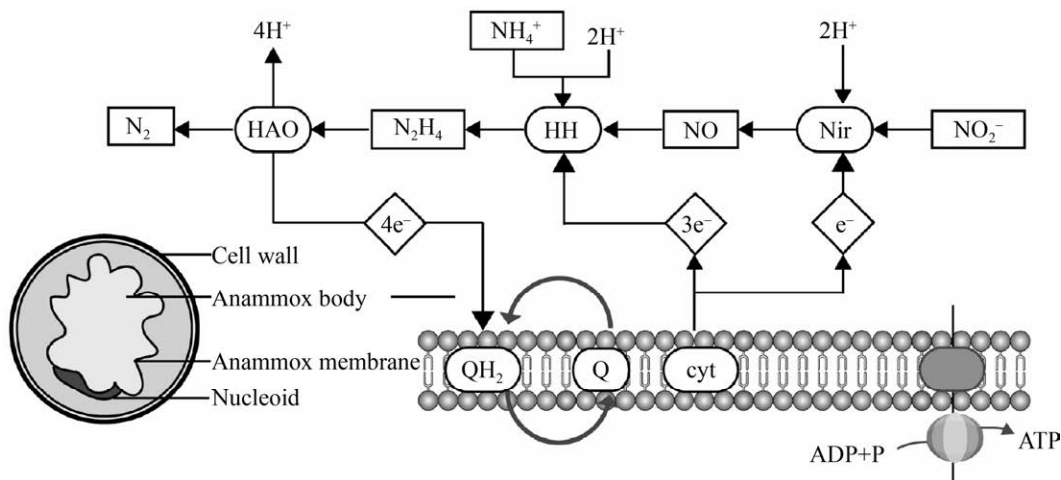 4H⁺
NH₄⁺
2H⁺
2H⁺
N₂
HAO
N₂H₄
HH
NO
Nir
NO₂⁻
4e⁻
3e⁻
e⁻
Cell wall
Anammox body
Anammox membrane
Nucleoid
QH₂
Q
cyt
ADP+P
ATP